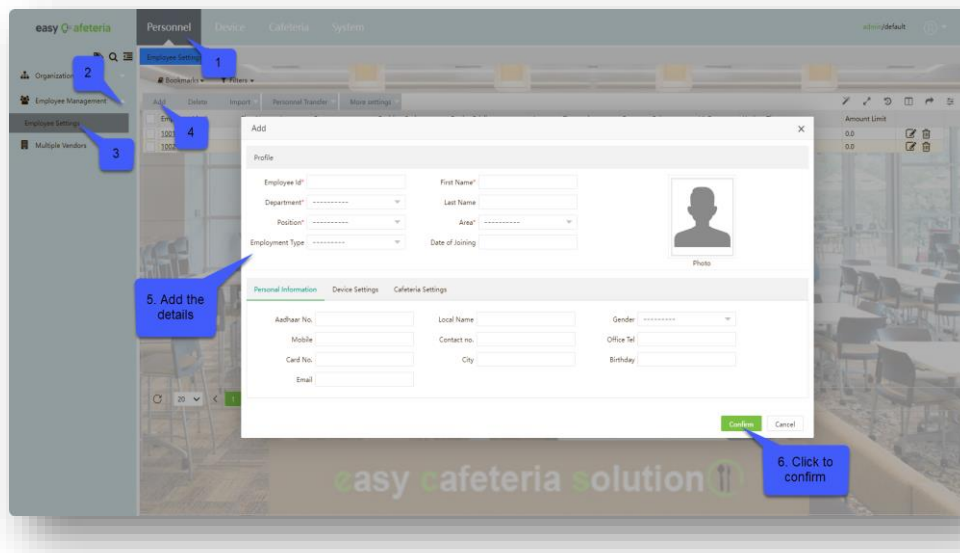 easy afeteria
Personnel Device Cafeteria System
admin/default
1
Employee Settings
Organization
2
Bookmarks Filters
Employee Management
Add Delete Import Personnel Transfer More settings
Employee Settings
4
Amount Limit
1001
0.0
Multiple Vendors
3
1002
0.0
Add
Profile
Employee Id*
First Name*
Department* ----------
Last Name
Position* ----------
Area* ----------
Employment Type ---------
Date of Joining
Photo
5. Add the
details
Personal Information Device Settings Cafeteria Settings
Aadhaar No.
Local Name
Gender ---------
Mobile
Contact no.
Office Tel
Card No.
City
Birthday
Email
20
1
Confirm Cancel
6. Click to
confirm
easy cafeteria solution